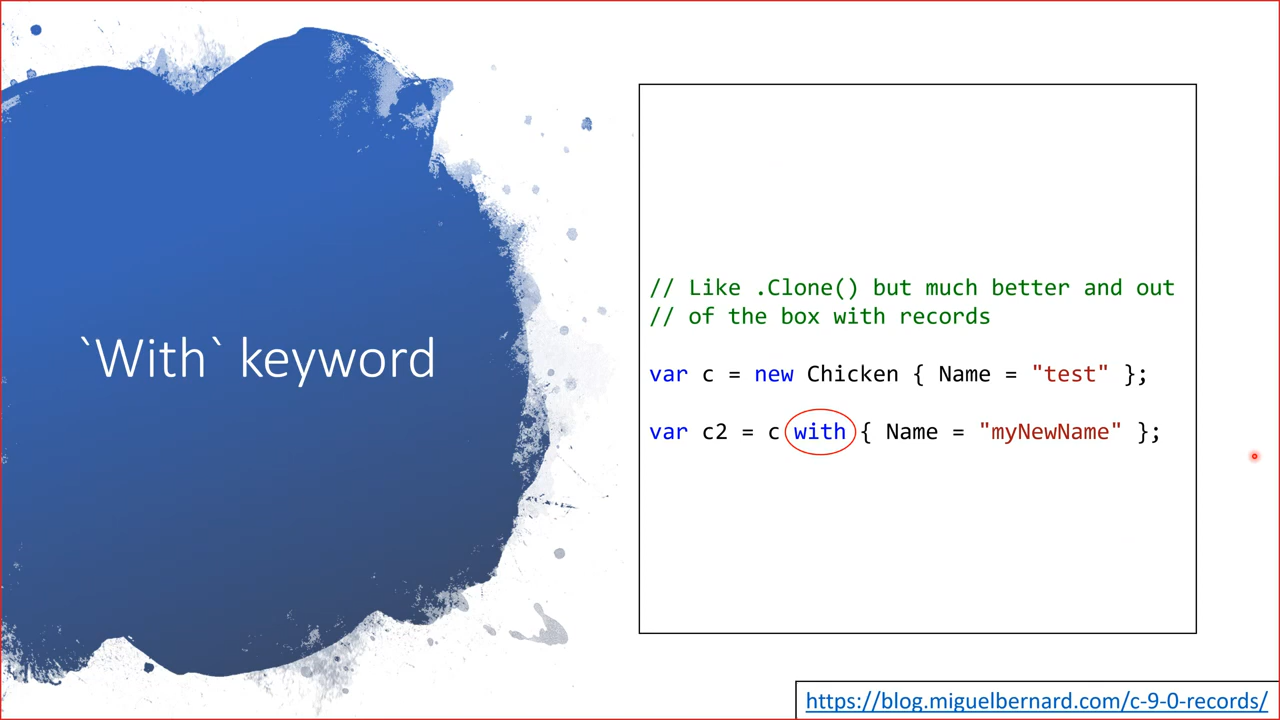 `With` keyword
// Like .Clone() but much better and out
// of the box with records
var c = new Chicken { Name = "test" };
var c2 = c with { Name = "myNewName" };
https://blog.miguelbernard.com/c-9-0-records/